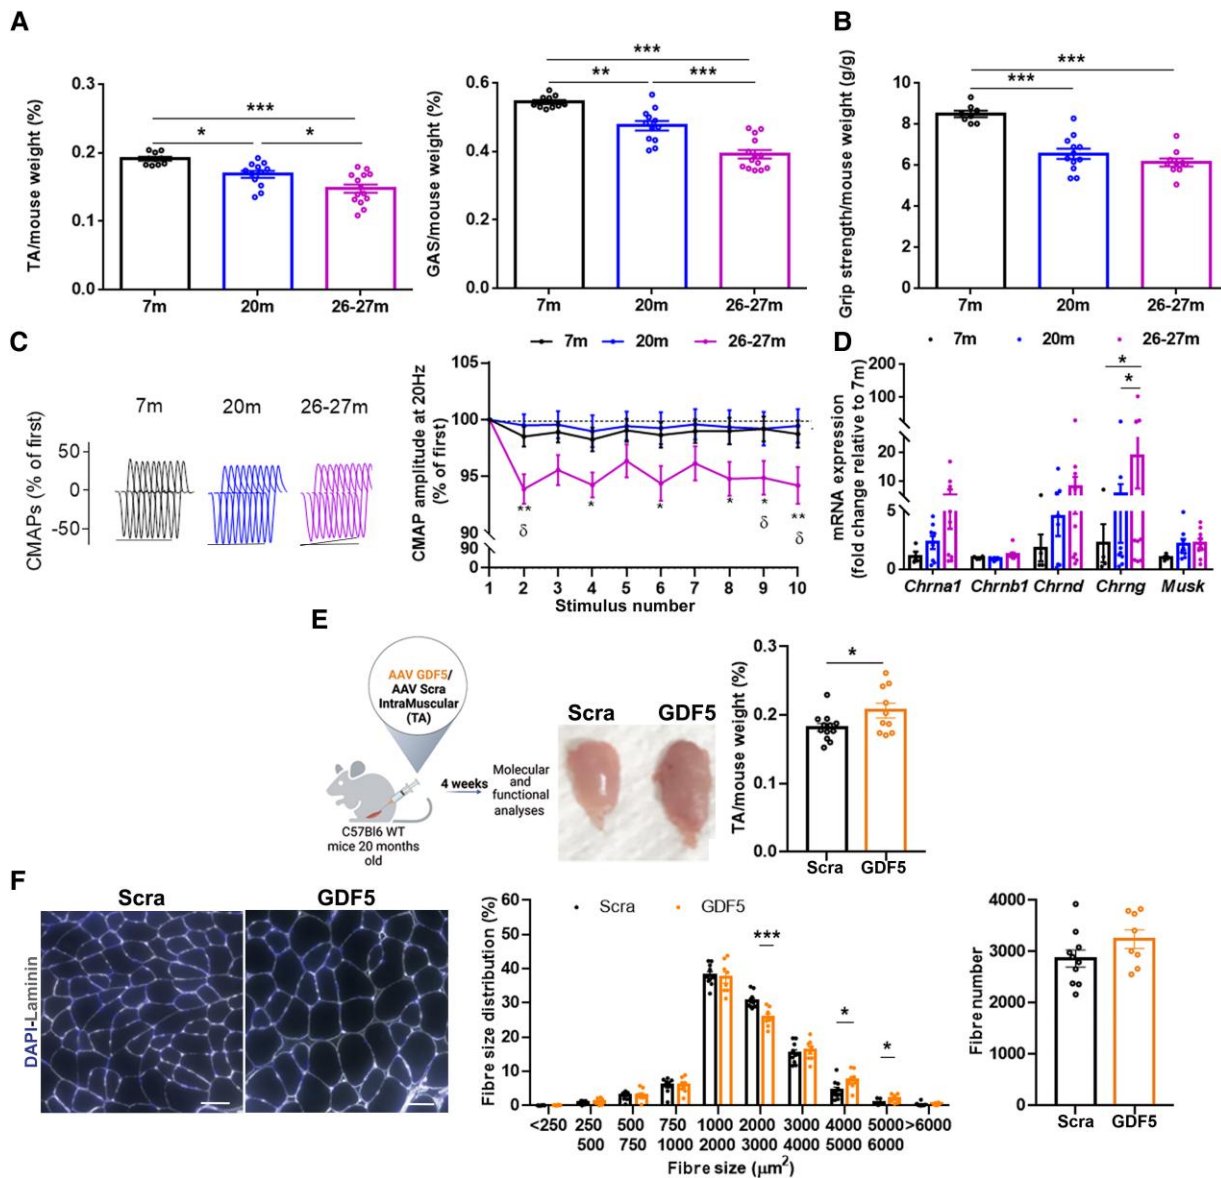 A
TA/mouse weight (%)
0.3
0.2
0.1
0.0
***
*
*
7m
20m
26-27m
GAS/mouse weight (%)
0.6
0.4
0.2
0.0
***
**
***
7m
20m
26-27m
B
Grip strength/mouse weight (g/g)
10
8
6
4
2
0
***
***
7m
20m
26-27m
C
7m
20m
26-27m
CMAPs (% of first)
50
0
-50
7m
20m
26-27m
CMAP amplitude at 20Hz
(% of first)
105
100
95
90
90
0
**
δ
*
*
*
*
δ
**
δ
1
2
3
4
5
6
7
8
9
10
Stimulus number
D
7m
20m
26-27m
mRNA expression
(fold change relative to 7m)
200
100
20
10
5
0
*
*
Chrna1
Chrnb1
Chrnd
Chrng
Musk
E
AAV GDF5/
AAV Scra
IntraMuscular
(TA)
4 weeks
Molecular
and
functional
analyses
C57Bl6 WT
mice 20 months
old
Scra
GDF5
TA/mouse weight (%)
0.3
0.2
0.1
0.0
*
Scra
GDF5
F
Scra
GDF5
DAPI-Laminin
Fibre size distribution (%)
60
50
40
30
20
10
0
Scra
GDF5
***
*
*
<250
250
500
500
750
750
1000
1000
2000
2000
3000
3000
4000
4000
5000
5000
6000
>6000
Fibre size (μm²)
Fibre number
4000
3000
2000
1000
0
Scra
GDF5